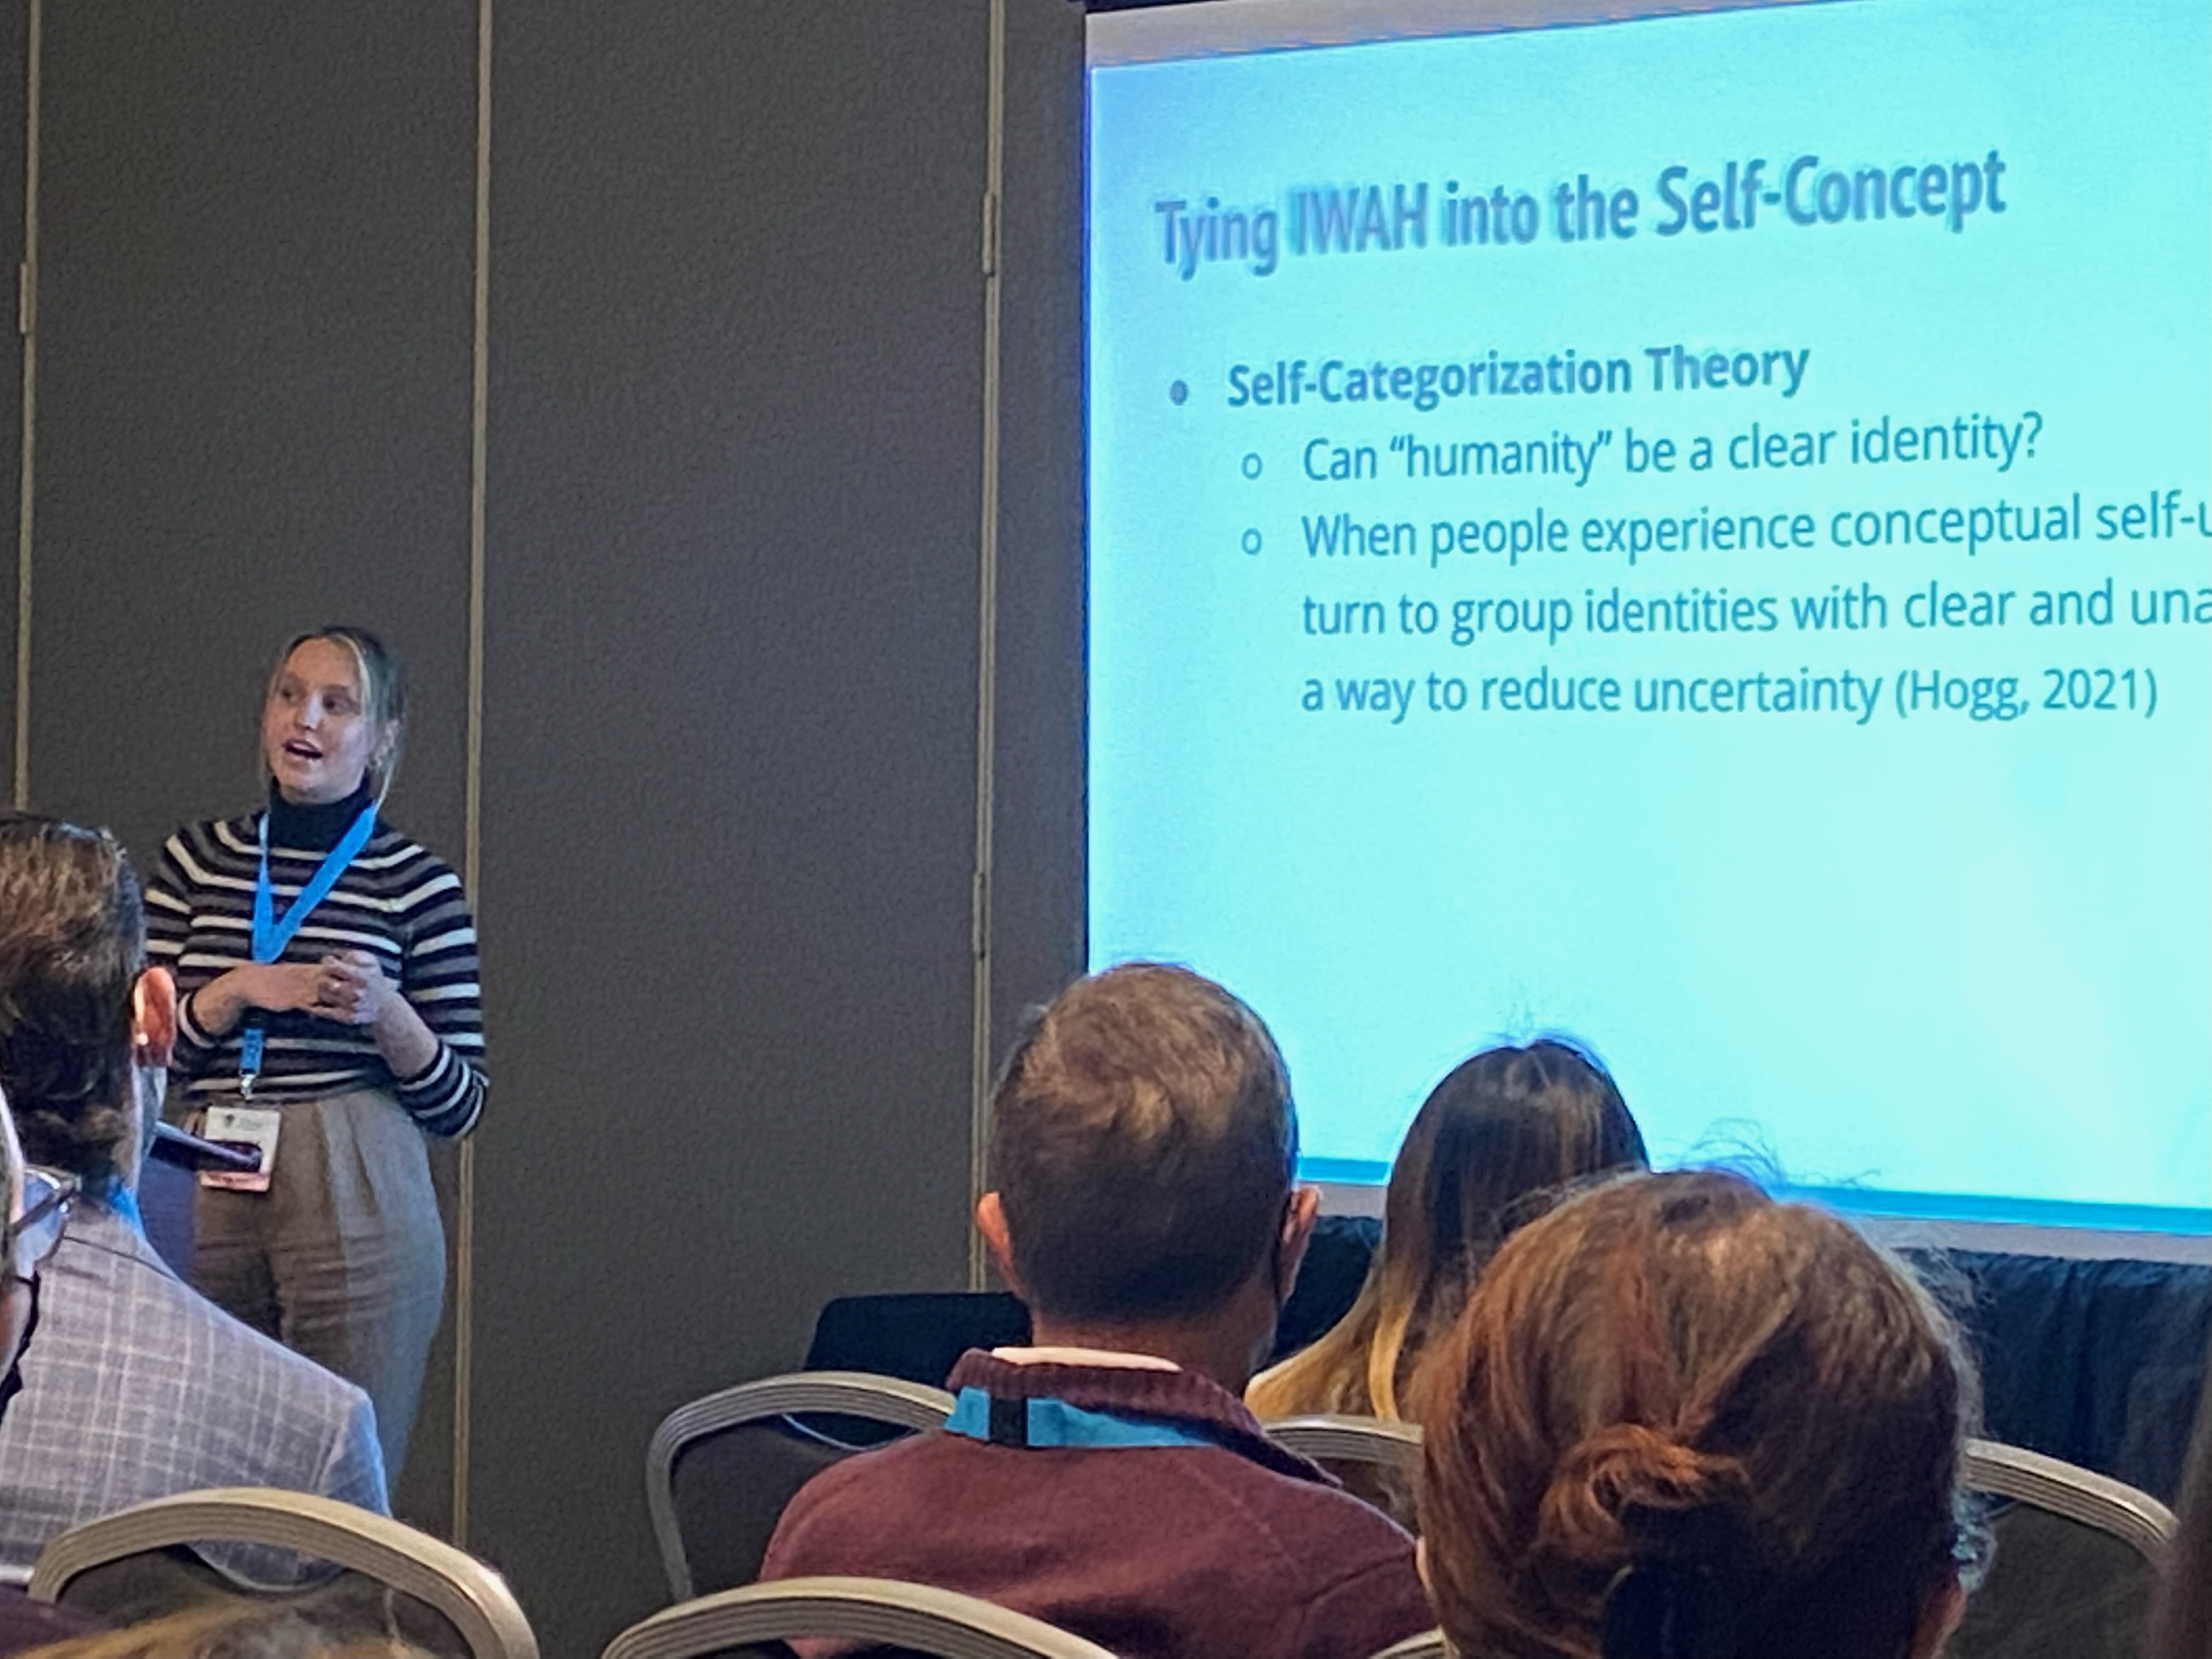 Tying IWAH into the Self-Concept
• Self-Categorization Theory
o Can “humanity” be a clear identity?
o When people experience conceptual self-
turn to group identities with clear and
a way to reduce uncertainty (Hogg, 2021)